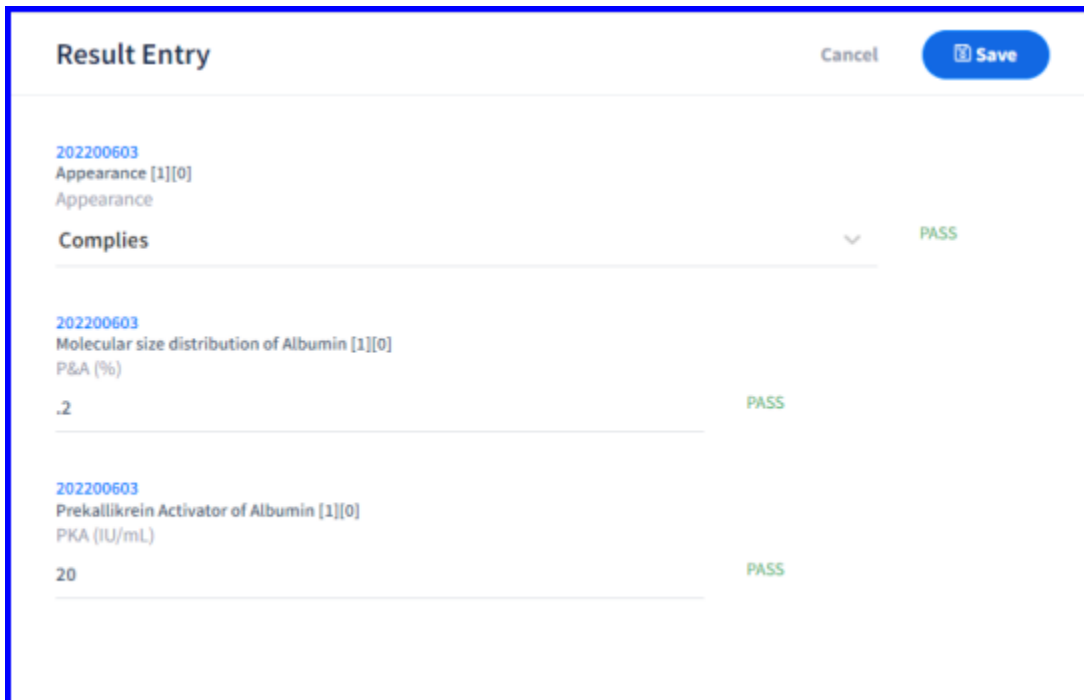 Result Entry
Cancel
Save
202200603
Appearance [1][0]
Appearance
Complies
PASS
202200603
Molecular size distribution of Albumin [1][0]
P&A (%)
.2
PASS
202200603
Prekallikrein Activator of Albumin [1][0]
PKA (IU/mL)
20
PASS